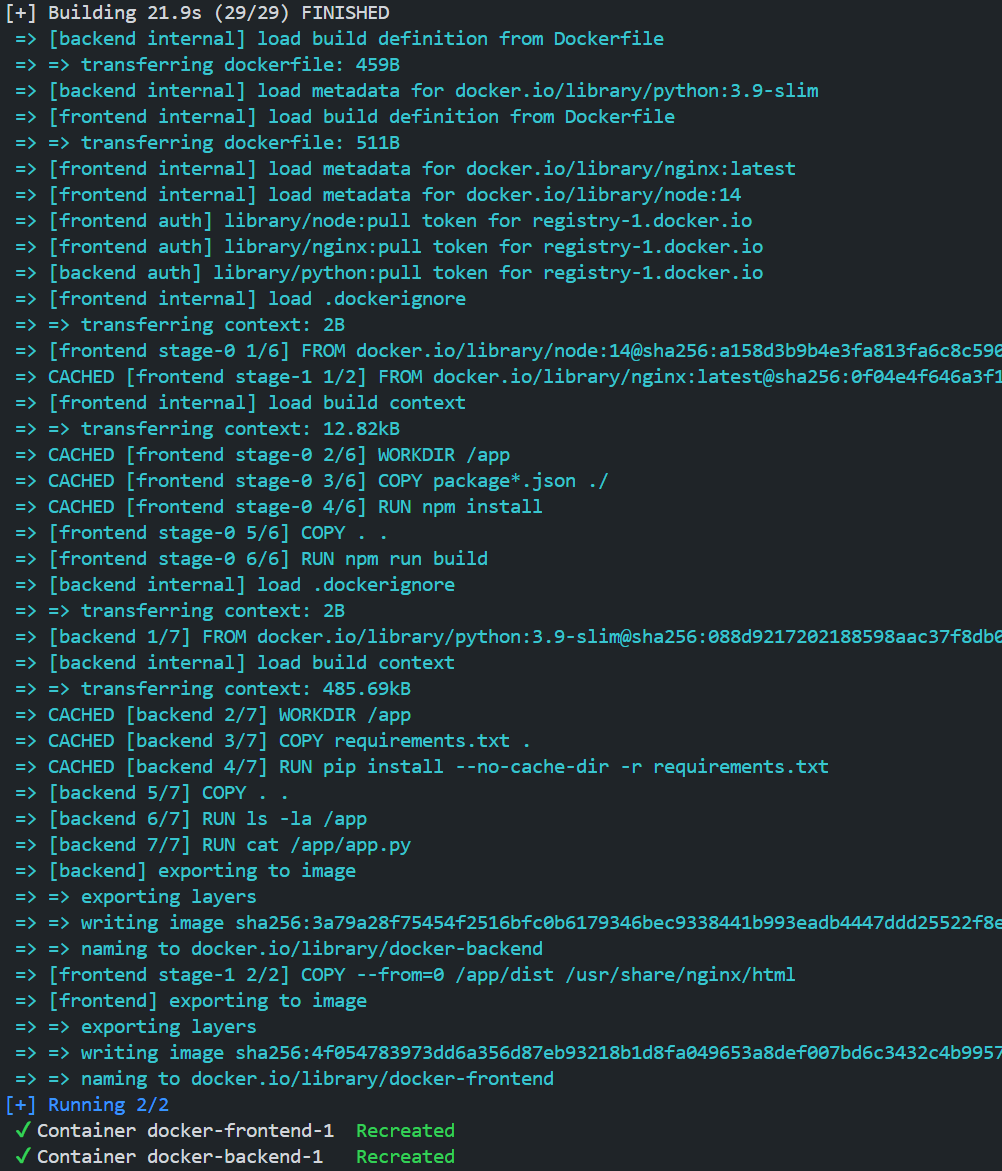 [+] Building 21.9s (29/29) FINISHED
=> [backend internal] load build definition from Dockerfile
=> => transferring dockerfile: 459B
=> [backend internal] load metadata for docker.io/library/python:3.9-slim
=> [frontend internal] load build definition from Dockerfile
=> => transferring dockerfile: 511B
=> [frontend internal] load metadata for docker.io/library/nginx:latest
=> [frontend internal] load metadata for docker.io/library/node:14
=> [frontend auth] library/node:pull token for registry-1.docker.io
=> [frontend auth] library/nginx:pull token for registry-1.docker.io
=> [backend auth] library/python:pull token for registry-1.docker.io
=> [frontend internal] load .dockerignore
=> => transferring context: 2B
=> [frontend stage-0 1/6] FROM docker.io/library/node:14@sha256:a158d3b9b4e3fa813fa6c8c590
=> CACHED [frontend stage-1 1/2] FROM docker.io/library/nginx:latest@sha256:0f04e4f646a3f1
=> [frontend internal] load build context
=> => transferring context: 12.82kB
=> CACHED [frontend stage-0 2/6] WORKDIR /app
=> CACHED [frontend stage-0 3/6] COPY package*.json ./
=> CACHED [frontend stage-0 4/6] RUN npm install
=> [frontend stage-0 5/6] COPY . .
=> [frontend stage-0 6/6] RUN npm run build
=> [backend internal] load .dockerignore
=> => transferring context: 2B
=> [backend 1/7] FROM docker.io/library/python:3.9-slim@sha256:088d9217202188598aac37f8db0
=> [backend internal] load build context
=> => transferring context: 485.69kB
=> CACHED [backend 2/7] WORKDIR /app
=> CACHED [backend 3/7] COPY requirements.txt .
=> CACHED [backend 4/7] RUN pip install --no-cache-dir -r requirements.txt
=> [backend 5/7] COPY . .
=> [backend 6/7] RUN ls -la /app
=> [backend 7/7] RUN cat /app/app.py
=> [backend] exporting to image
=> => exporting layers
=> => writing image sha256:3a79a28f75454f2516bfc0b6179346bec9338441b993eadb4447ddd25522f8e
=> => naming to docker.io/library/docker-backend
=> [frontend stage-1 2/2] COPY --from=0 /app/dist /usr/share/nginx/html
=> [frontend] exporting to image
=> => exporting layers
=> => writing image sha256:4f054783973dd6a356d87eb93218b1d8fa049653a8def007bd6c3432c4b9957
=> => naming to docker.io/library/docker-frontend
[+] Running 2/2
✓ Container docker-frontend-1 Recreated
✓ Container docker-backend-1 Recreated